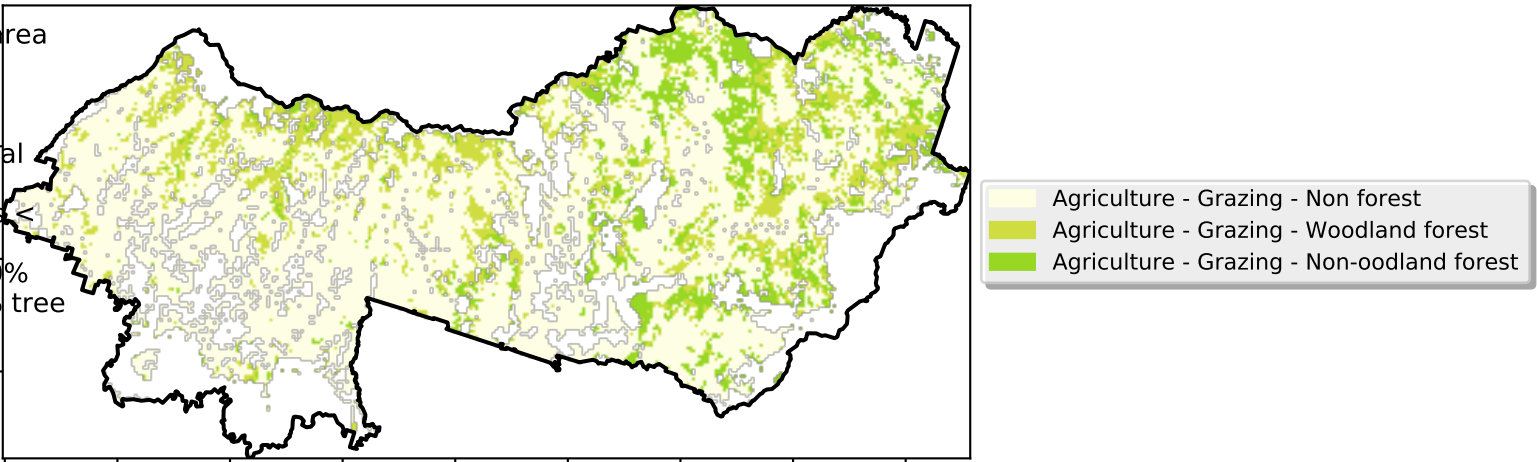 area
al
<
%
tree
Agriculture - Grazing - Non forest
Agriculture - Grazing - Woodland forest
Agriculture - Grazing - Non-oodland forest